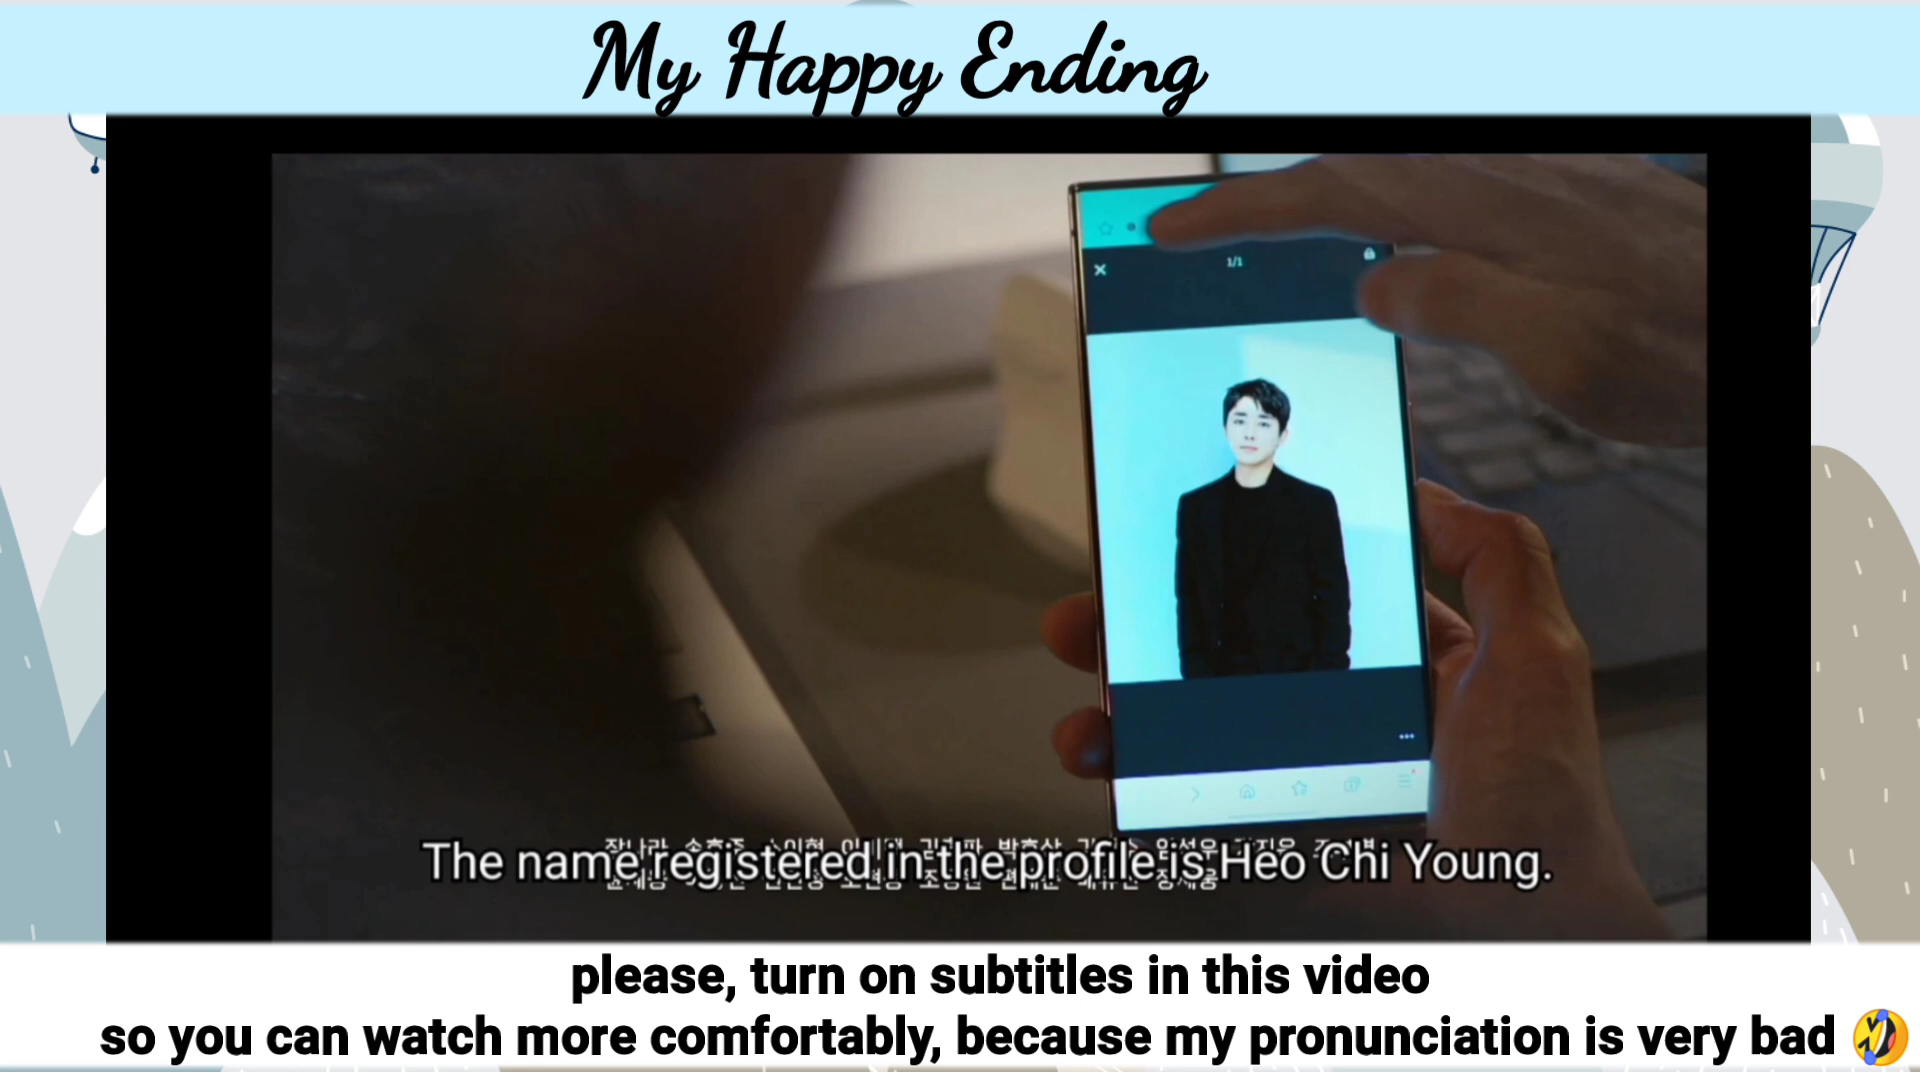 My Happy Ending
1/1
The name registered in the profile is Heo Chi Young.
please, turn on subtitles in this video
so you can watch more comfortably, because my pronunciation is very bad 🤣